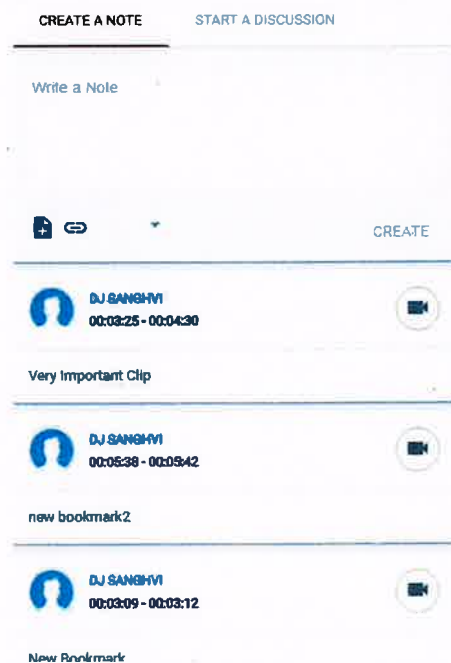 CREATE A NOTE START A DISCUSSION
Write a Note
CREATE
DJ SANGHVI
00:03:25 - 00:04:30
Very Important Clip
DJ SANGHVI
00:05:38 - 00:05:42
new bookmark2
DJ SANGHVI
00:03:09 - 00:03:12
New Bookmark